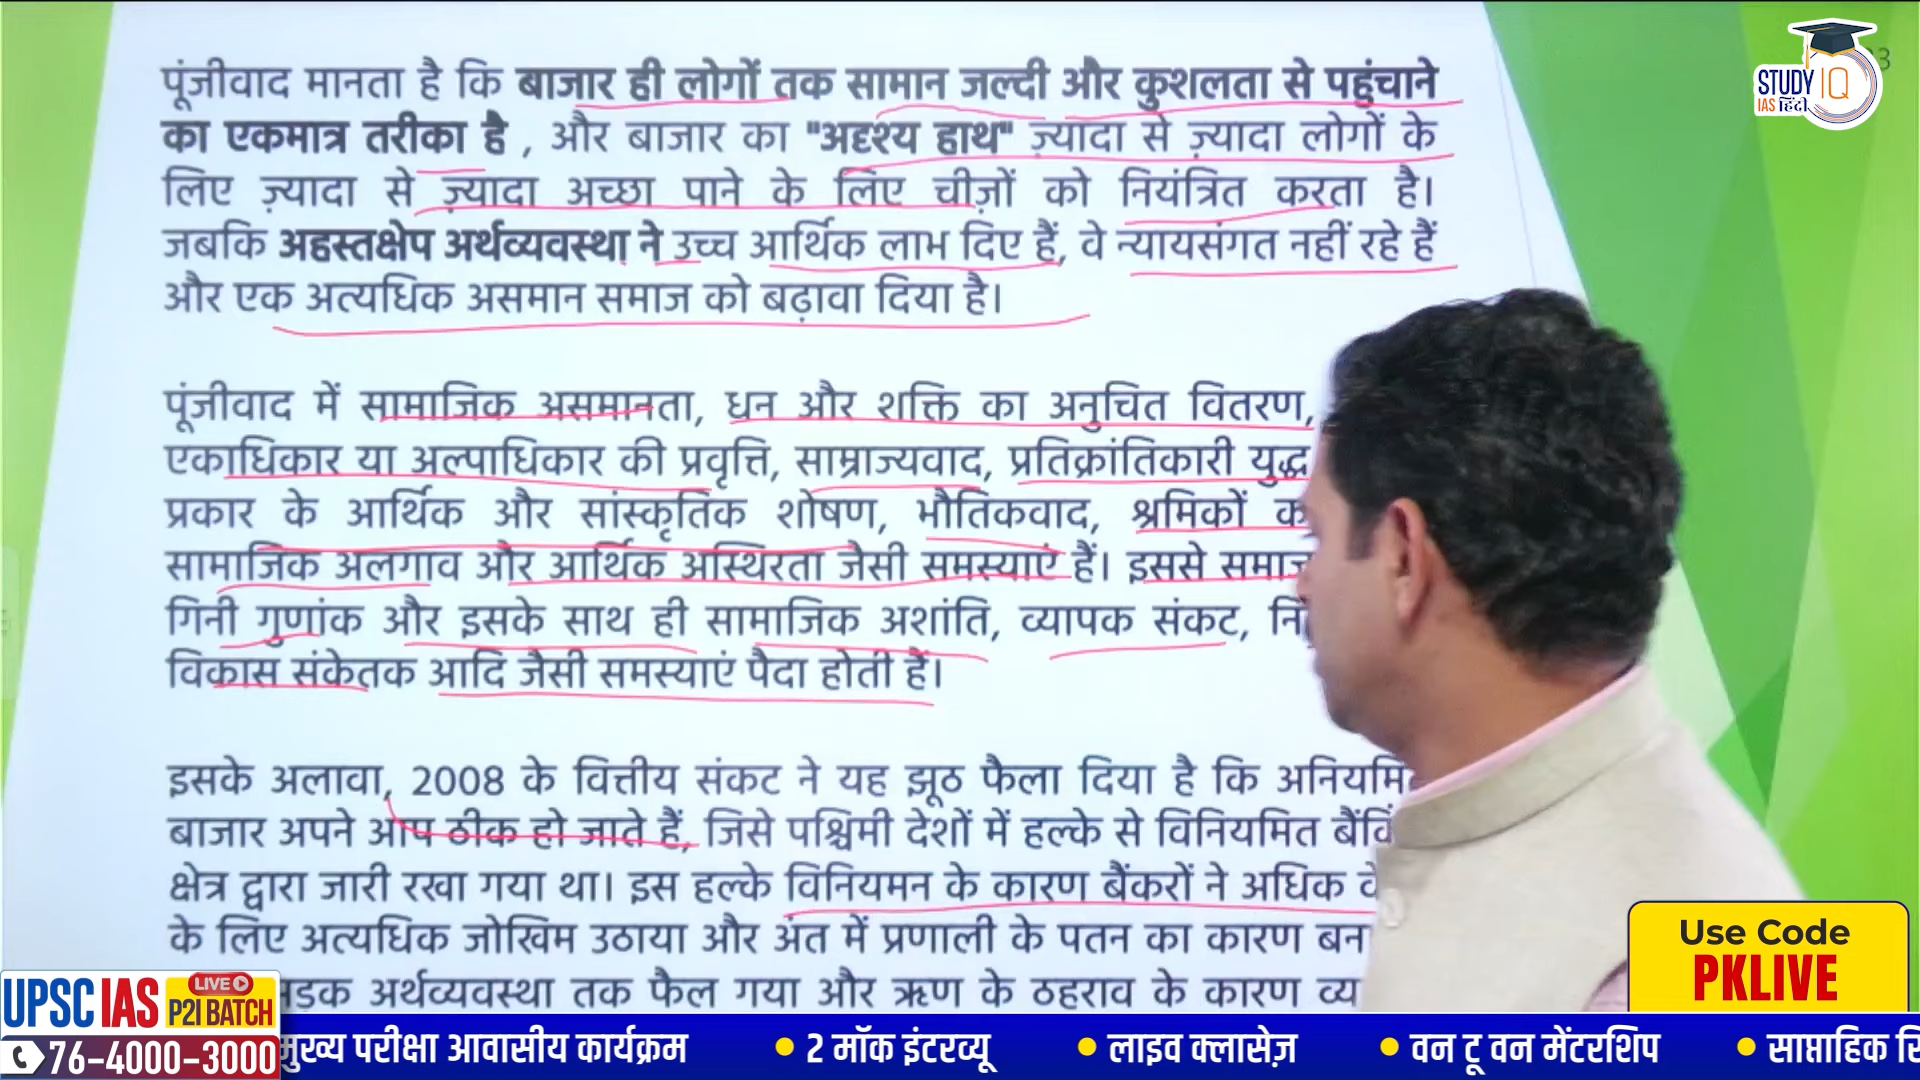 पूंजीवाद मानता है कि बाजार ही लोगों तक सामान जल्दी और कुशलता से पहुंचाने
का एकमात्र तरीका है , और बाजार का "अदृश्य हाथ" ज़्यादा से ज़्यादा लोगों के
लिए ज़्यादा से ज़्यादा अच्छा पाने के लिए चीज़ों को नियंत्रित करता है।
जबकि अहस्तक्षेप अर्थव्यवस्था ने उच्च आर्थिक लाभ दिए हैं, वे न्यायसंगत नहीं रहे हैं
और एक अत्यधिक असमान समाज को बढ़ावा दिया है।
पूंजीवाद में सामाजिक असमानता, धन और शक्ति का अनुचित वितरण,
एकाधिकार या अल्पाधिकार की प्रवृत्ति, साम्राज्यवाद, प्रतिक्रांतिकारी युद्ध
प्रकार के आर्थिक और सांस्कृतिक शोषण, भौतिकवाद, श्रमिकों
सामाजिक अलगाव और आर्थिक अस्थिरता जैसी समस्याएं हैं। इससे
गिनी गुणांक और इसके साथ ही सामाजिक अशांति, व्यापक संकट,
विकास संकेतक आदि जैसी समस्याएं पैदा होती हैं।
इसके अलावा, 2008 के वित्तीय संकट ने यह झूठ फैला दिया है कि
बाजार अपने आप ठीक हो जाते हैं, जिसे पश्चिमी देशों में हल्के से विनियमित
क्षेत्र द्वारा जारी रखा गया था। इस हल्के विनियमन के कारण बैंकरों ने अधिक
के लिए अत्यधिक जोखिम उठाया और अंत में प्रणाली के पतन का कारण
अर्थव्यवस्था तक फैल गया और ऋण के ठहराव के कारण
STUDY IQ
IAS हिंदी
3
Use Code
PKLIVE
LIVE
UPSC IAS P2I BATCH
76-4000-3000
मुख्य परीक्षा आवासीय कार्यक्रम • 2 मॉक इंटरव्यू • लाइव क्लासेज़ • वन टू वन मेंटरशिप • साप्ताहिक